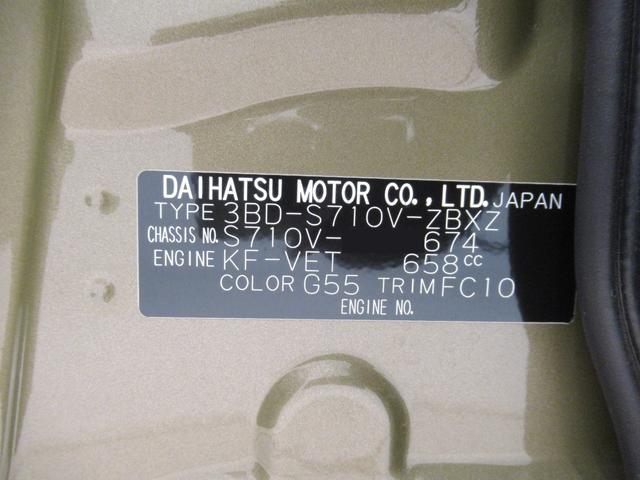 DAIHATSU MOTOR CO., LTD. JAPAN
TYPE 3BD-S710V-ZBXZ
CHASSIS NO. S710V- 674
ENGINE KF-VET 658cc
COLOR G55 TRIM FC10
ENGINE NO.